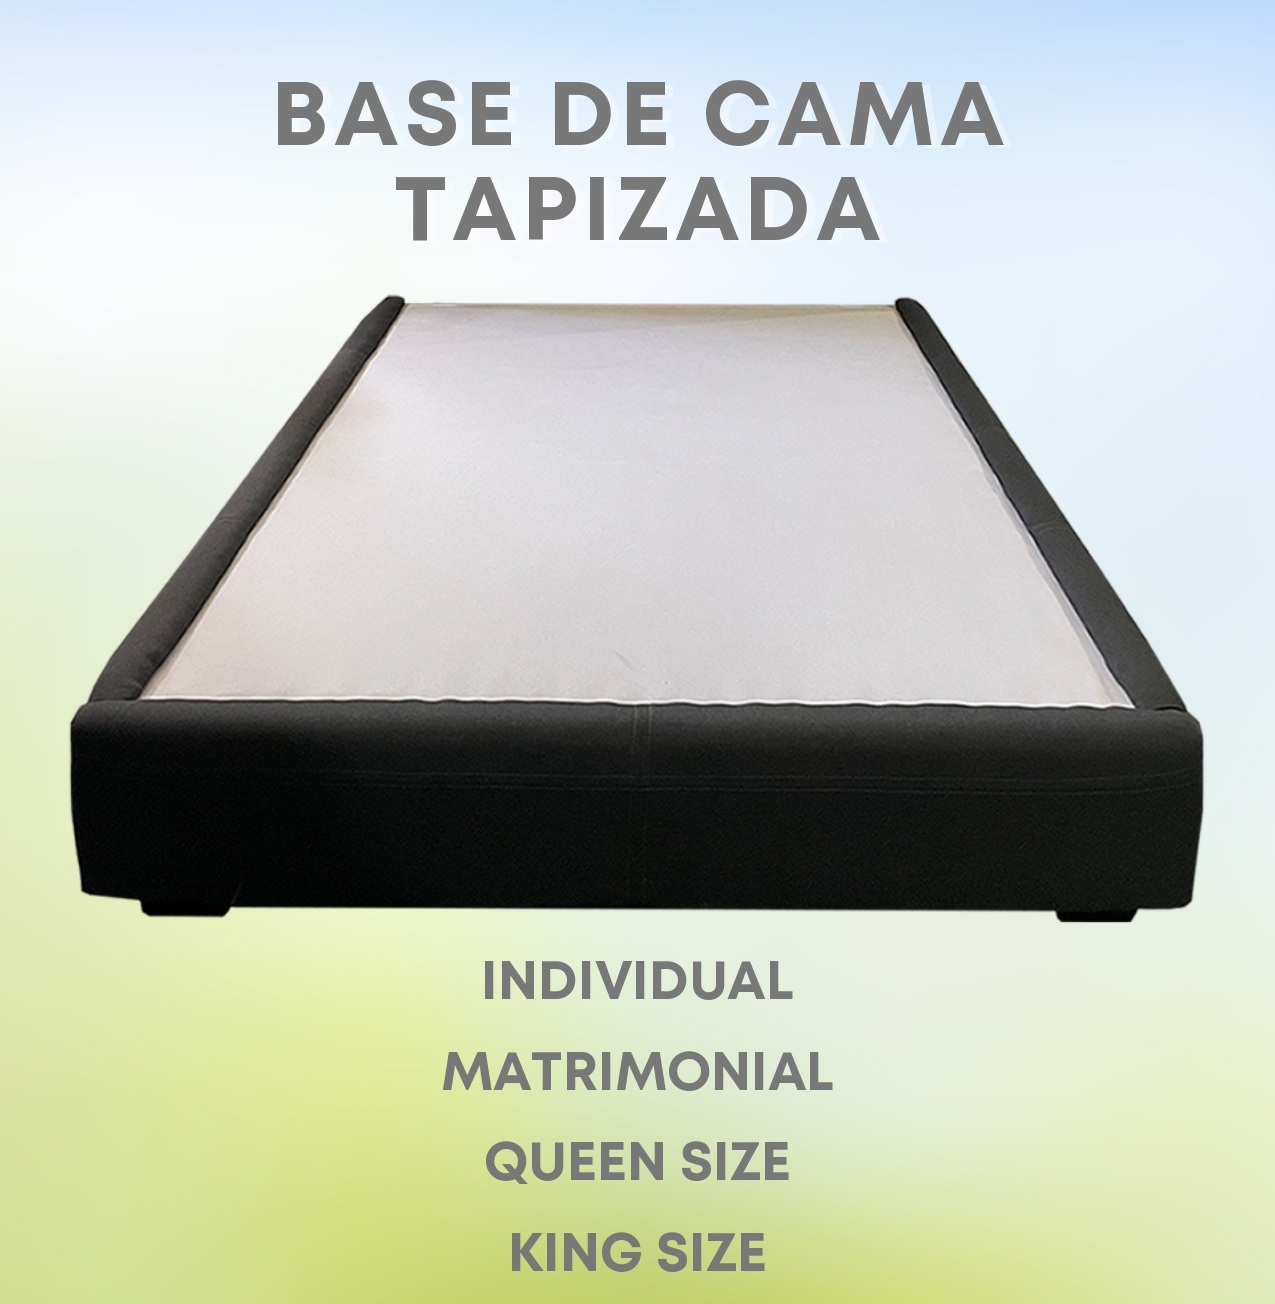 BASE DE CAMA
TAPIZADA
INDIVIDUAL
MATRIMONIAL
QUEEN SIZE
KING SIZE